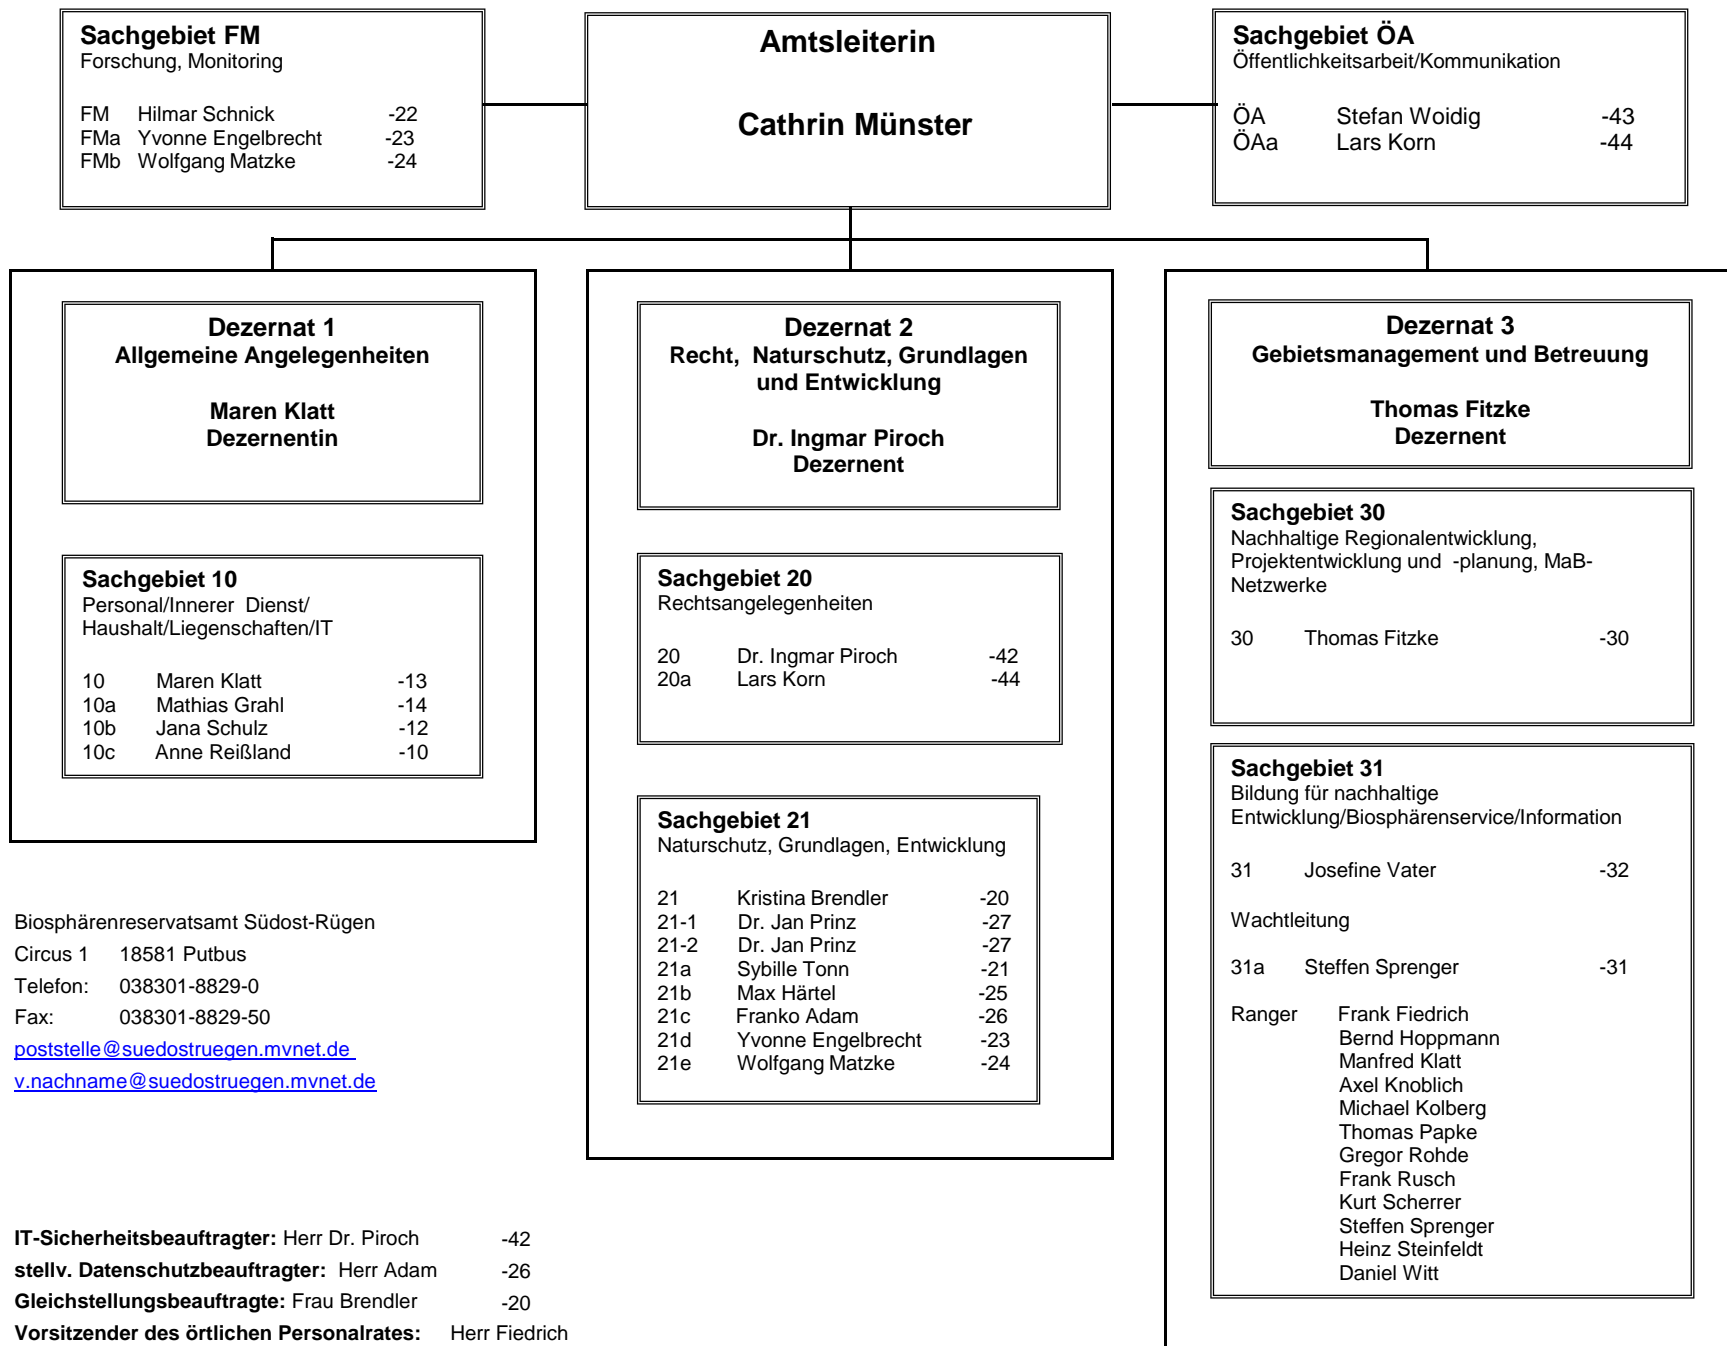 Sachgebiet FM
Forschung, Monitoring
FM Hilmar Schnick -22
FMa Yvonne Engelbrecht -23
FMb Wolfgang Matzke -24
Amtsleiterin
Cathrin Münster
Sachgebiet ÖA
Öffentlichkeitsarbeit/Kommunikation
ÖA Stefan Woidig -43
ÖAa Lars Korn -44
Dezernat 1
Allgemeine Angelegenheiten
Maren Klatt
Dezernentin
Sachgebiet 10
Personal/Innerer Dienst/
Haushalt/Liegenschaften/IT
10 Maren Klatt -13
10a Mathias Grahl -14
10b Jana Schulz -12
10c Anne Reißland -10
Dezernat 2
Recht, Naturschutz, Grundlagen
und Entwicklung
Dr. Ingmar Piroch
Dezernent
Sachgebiet 20
Rechtsangelegenheiten
20 Dr. Ingmar Piroch -42
20a Lars Korn -44
Sachgebiet 21
Naturschutz, Grundlagen, Entwicklung
21 Kristina Brendler -20
21-1 Dr. Jan Prinz -27
21-2 Dr. Jan Prinz -27
21a Sybille Tonn -21
21b Max Härtel -25
21c Franko Adam -26
21d Yvonne Engelbrecht -23
21e Wolfgang Matzke -24
Dezernat 3
Gebietsmanagement und Betreuung
Thomas Fitzke
Dezernent
Sachgebiet 30
Nachhaltige Regionalentwicklung,
Projektentwicklung und -planung, MaB-
Netzwerke
30 Thomas Fitzke -30
Sachgebiet 31
Bildung für nachhaltige
Entwicklung/Biosphärenservice/Information
31 Josefine Vater -32
Wachtleitung
31a Steffen Sprenger -31
Ranger Frank Fiedrich
Bernd Hoppmann
Manfred Klatt
Axel Knoblich
Michael Kolberg
Thomas Papke
Gregor Rohde
Frank Rusch
Kurt Scherrer
Steffen Sprenger
Heinz Steinfeldt
Daniel Witt
Biosphärenreservatsamt Südost-Rügen
Circus 1 18581 Putbus
Telefon: 038301-8829-0
Fax: 038301-8829-50
poststelle@suedostruegen.mvnet.de
v.nachname@suedostruegen.mvnet.de
IT-Sicherheitsbeauftragter: Herr Dr. Piroch -42
stellv. Datenschutzbeauftragter: Herr Adam -26
Gleichstellungsbeauftragte: Frau Brendler -20
Vorsitzender des örtlichen Personalrates: Herr Fiedrich